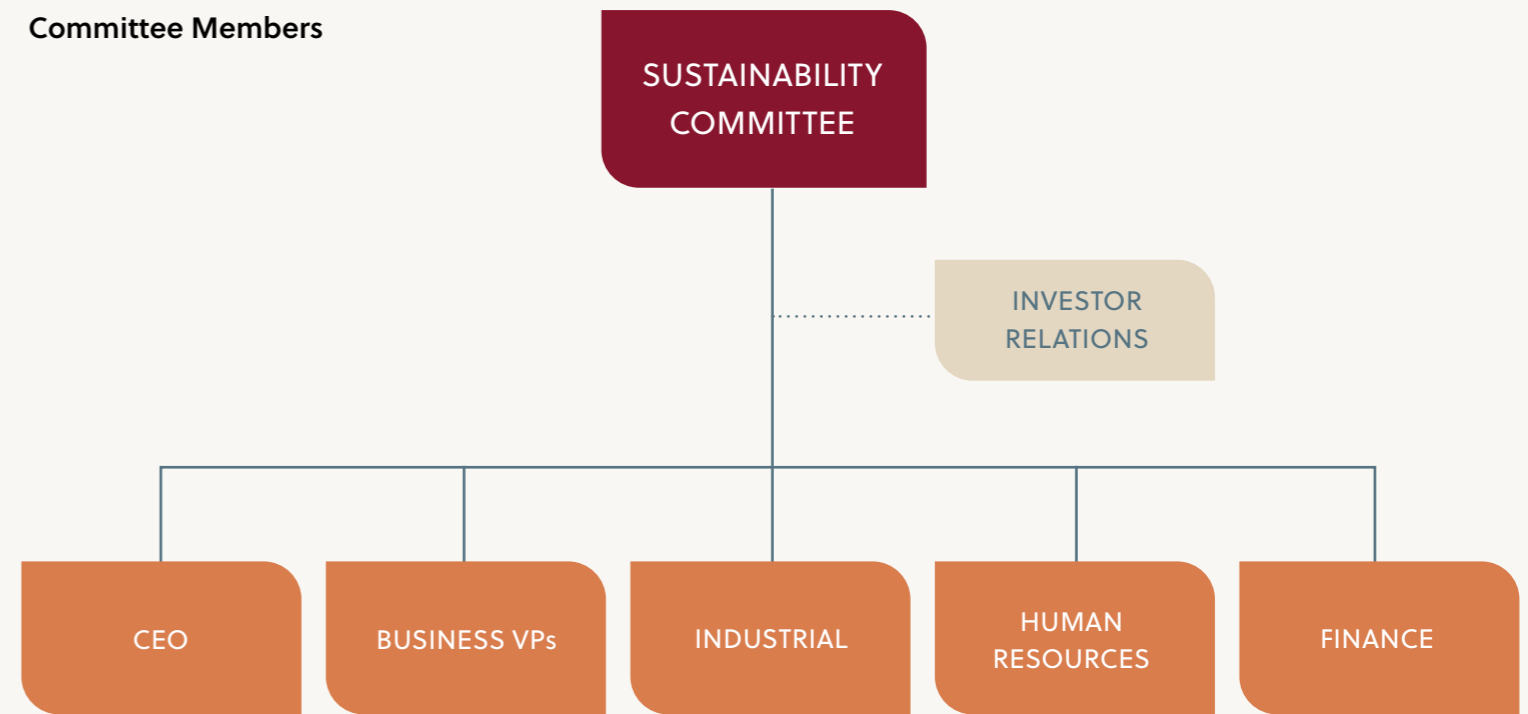 Committee Members
SUSTAINABILITY
COMMITTEE
INVESTOR
RELATIONS
CEO
BUSINESS VPs
INDUSTRIAL
HUMAN
RESOURCES
FINANCE